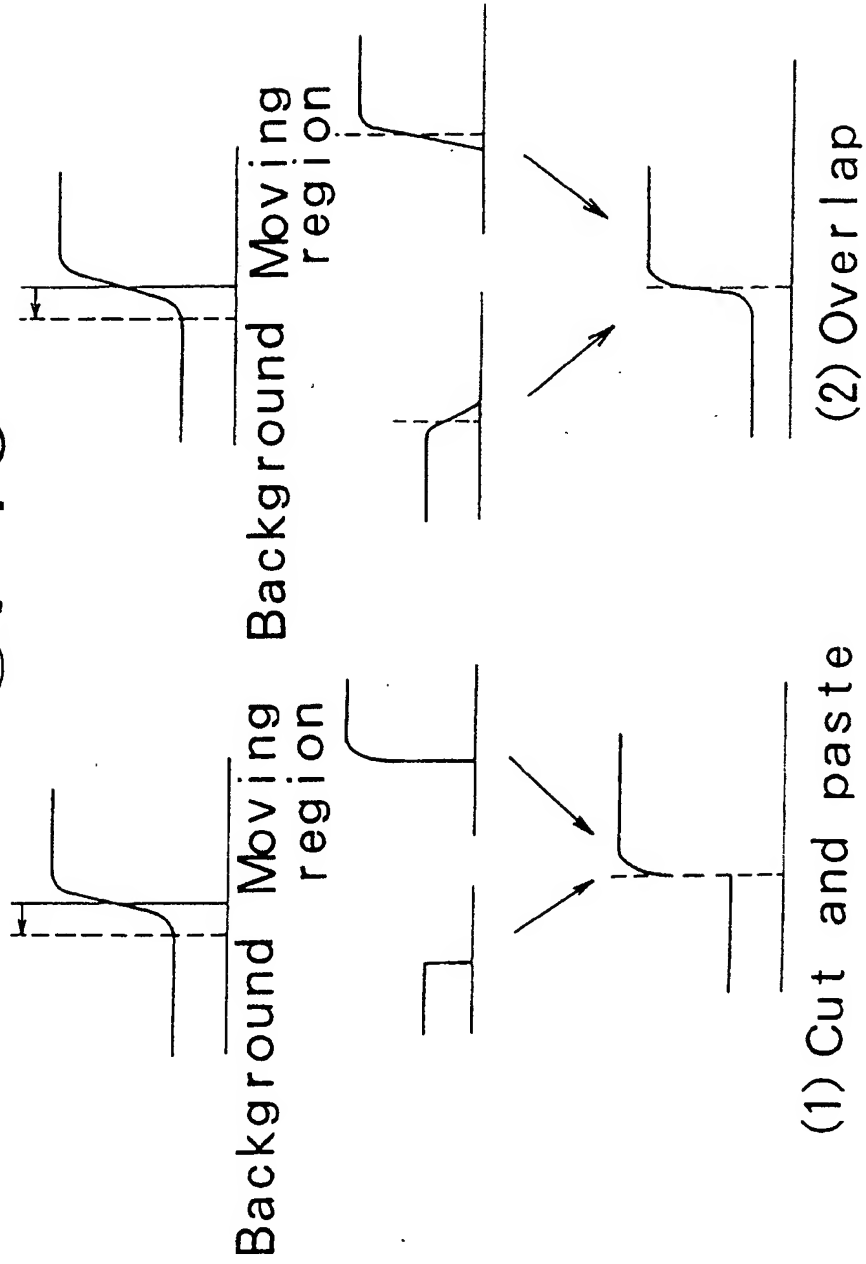 Background Moving
region
(1) Cut and paste
Background Moving
region
(2) Overlap